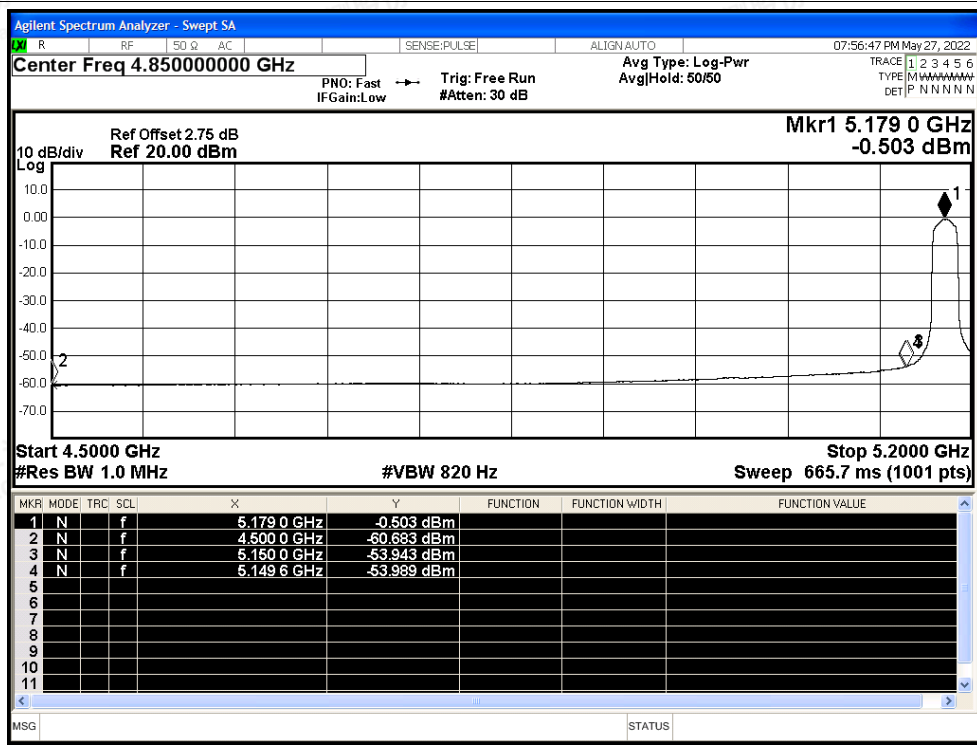 Agilent Spectrum Analyzer - Swept SA
LXI R RF 50 Ω AC SENSE:PULSE ALIGN AUTO 07:56:47 PM May 27, 2022
Center Freq 4.850000000 GHz
PNO: Fast Trig: Free Run
IFGain:Low #Atten: 30 dB
Avg Type: Log-Pwr
Avg|Hold: 50/50
TRACE 1 2 3 4 5 6
TYPE M W W W W W
DET P N N N N N
Mkr1 5.179 0 GHz
-0.503 dBm
Ref Offset 2.75 dB
10 dB/div Ref 20.00 dBm
Log
10.0
0.00
-10.0
-20.0
-30.0
-40.0
-50.0
-60.0
-70.0
1
2
Start 4.5000 GHz Stop 5.2000 GHz
#Res BW 1.0 MHz #VBW 820 Hz Sweep 665.7 ms (1001 pts)
MKR MODE TRC SCL X Y FUNCTION FUNCTION WIDTH FUNCTION VALUE
1 N f 5.179 0 GHz -0.503 dBm
2 N f 4.500 0 GHz -60.683 dBm
3 N f 5.150 0 GHz -53.943 dBm
4 N f 5.149 6 GHz -53.989 dBm
5
6
7
8
9
10
11
MSG STATUS